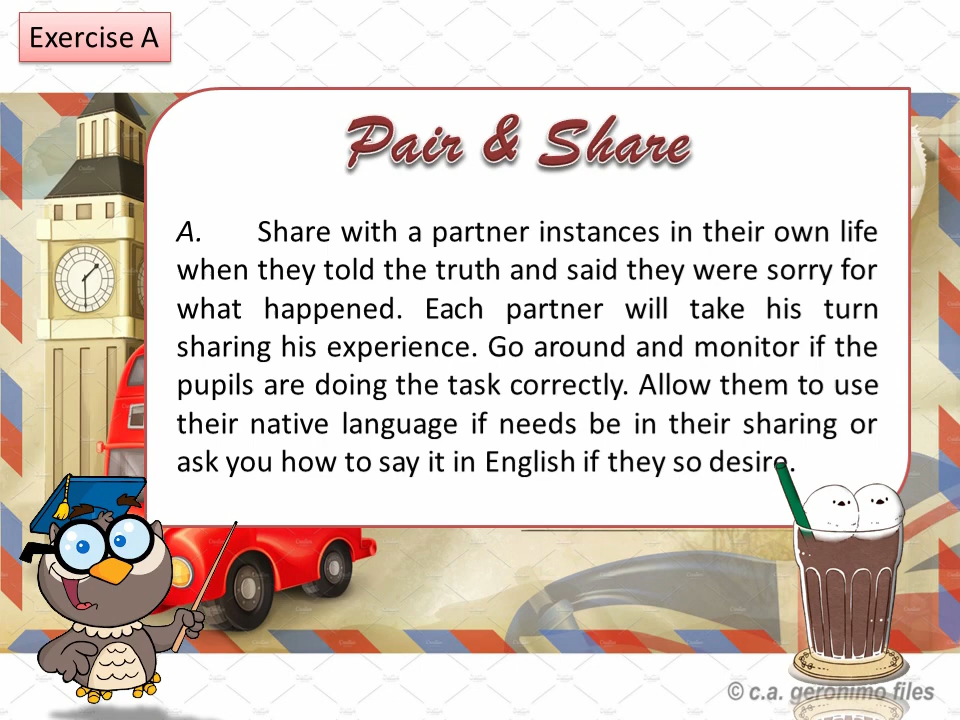 Exercise A
Pair & Share
A. Share with a partner instances in their own life
when they told the truth and said they were sorry for
what happened. Each partner will take his turn
sharing his experience. Go around and monitor if the
pupils are doing the task correctly. Allow them to use
their native language if needs be in their sharing or
ask you how to say it in English if they so desire.
© c.a. geronimo files